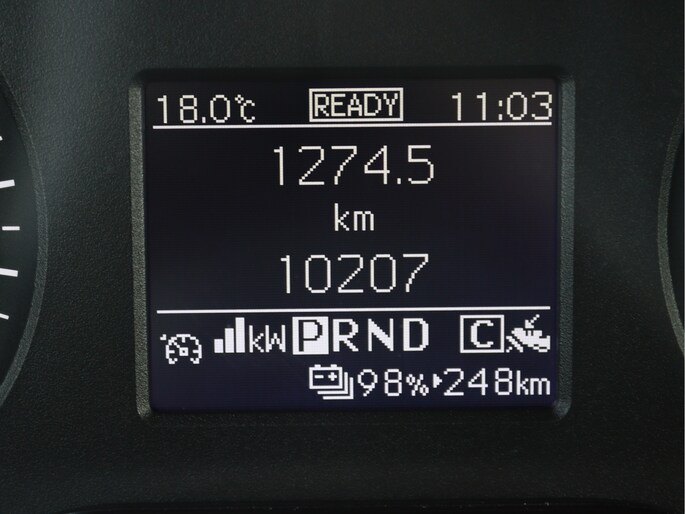 18.0℃ READY 11:03
1274.5
km
10207
kW PRND C
98%▸248km